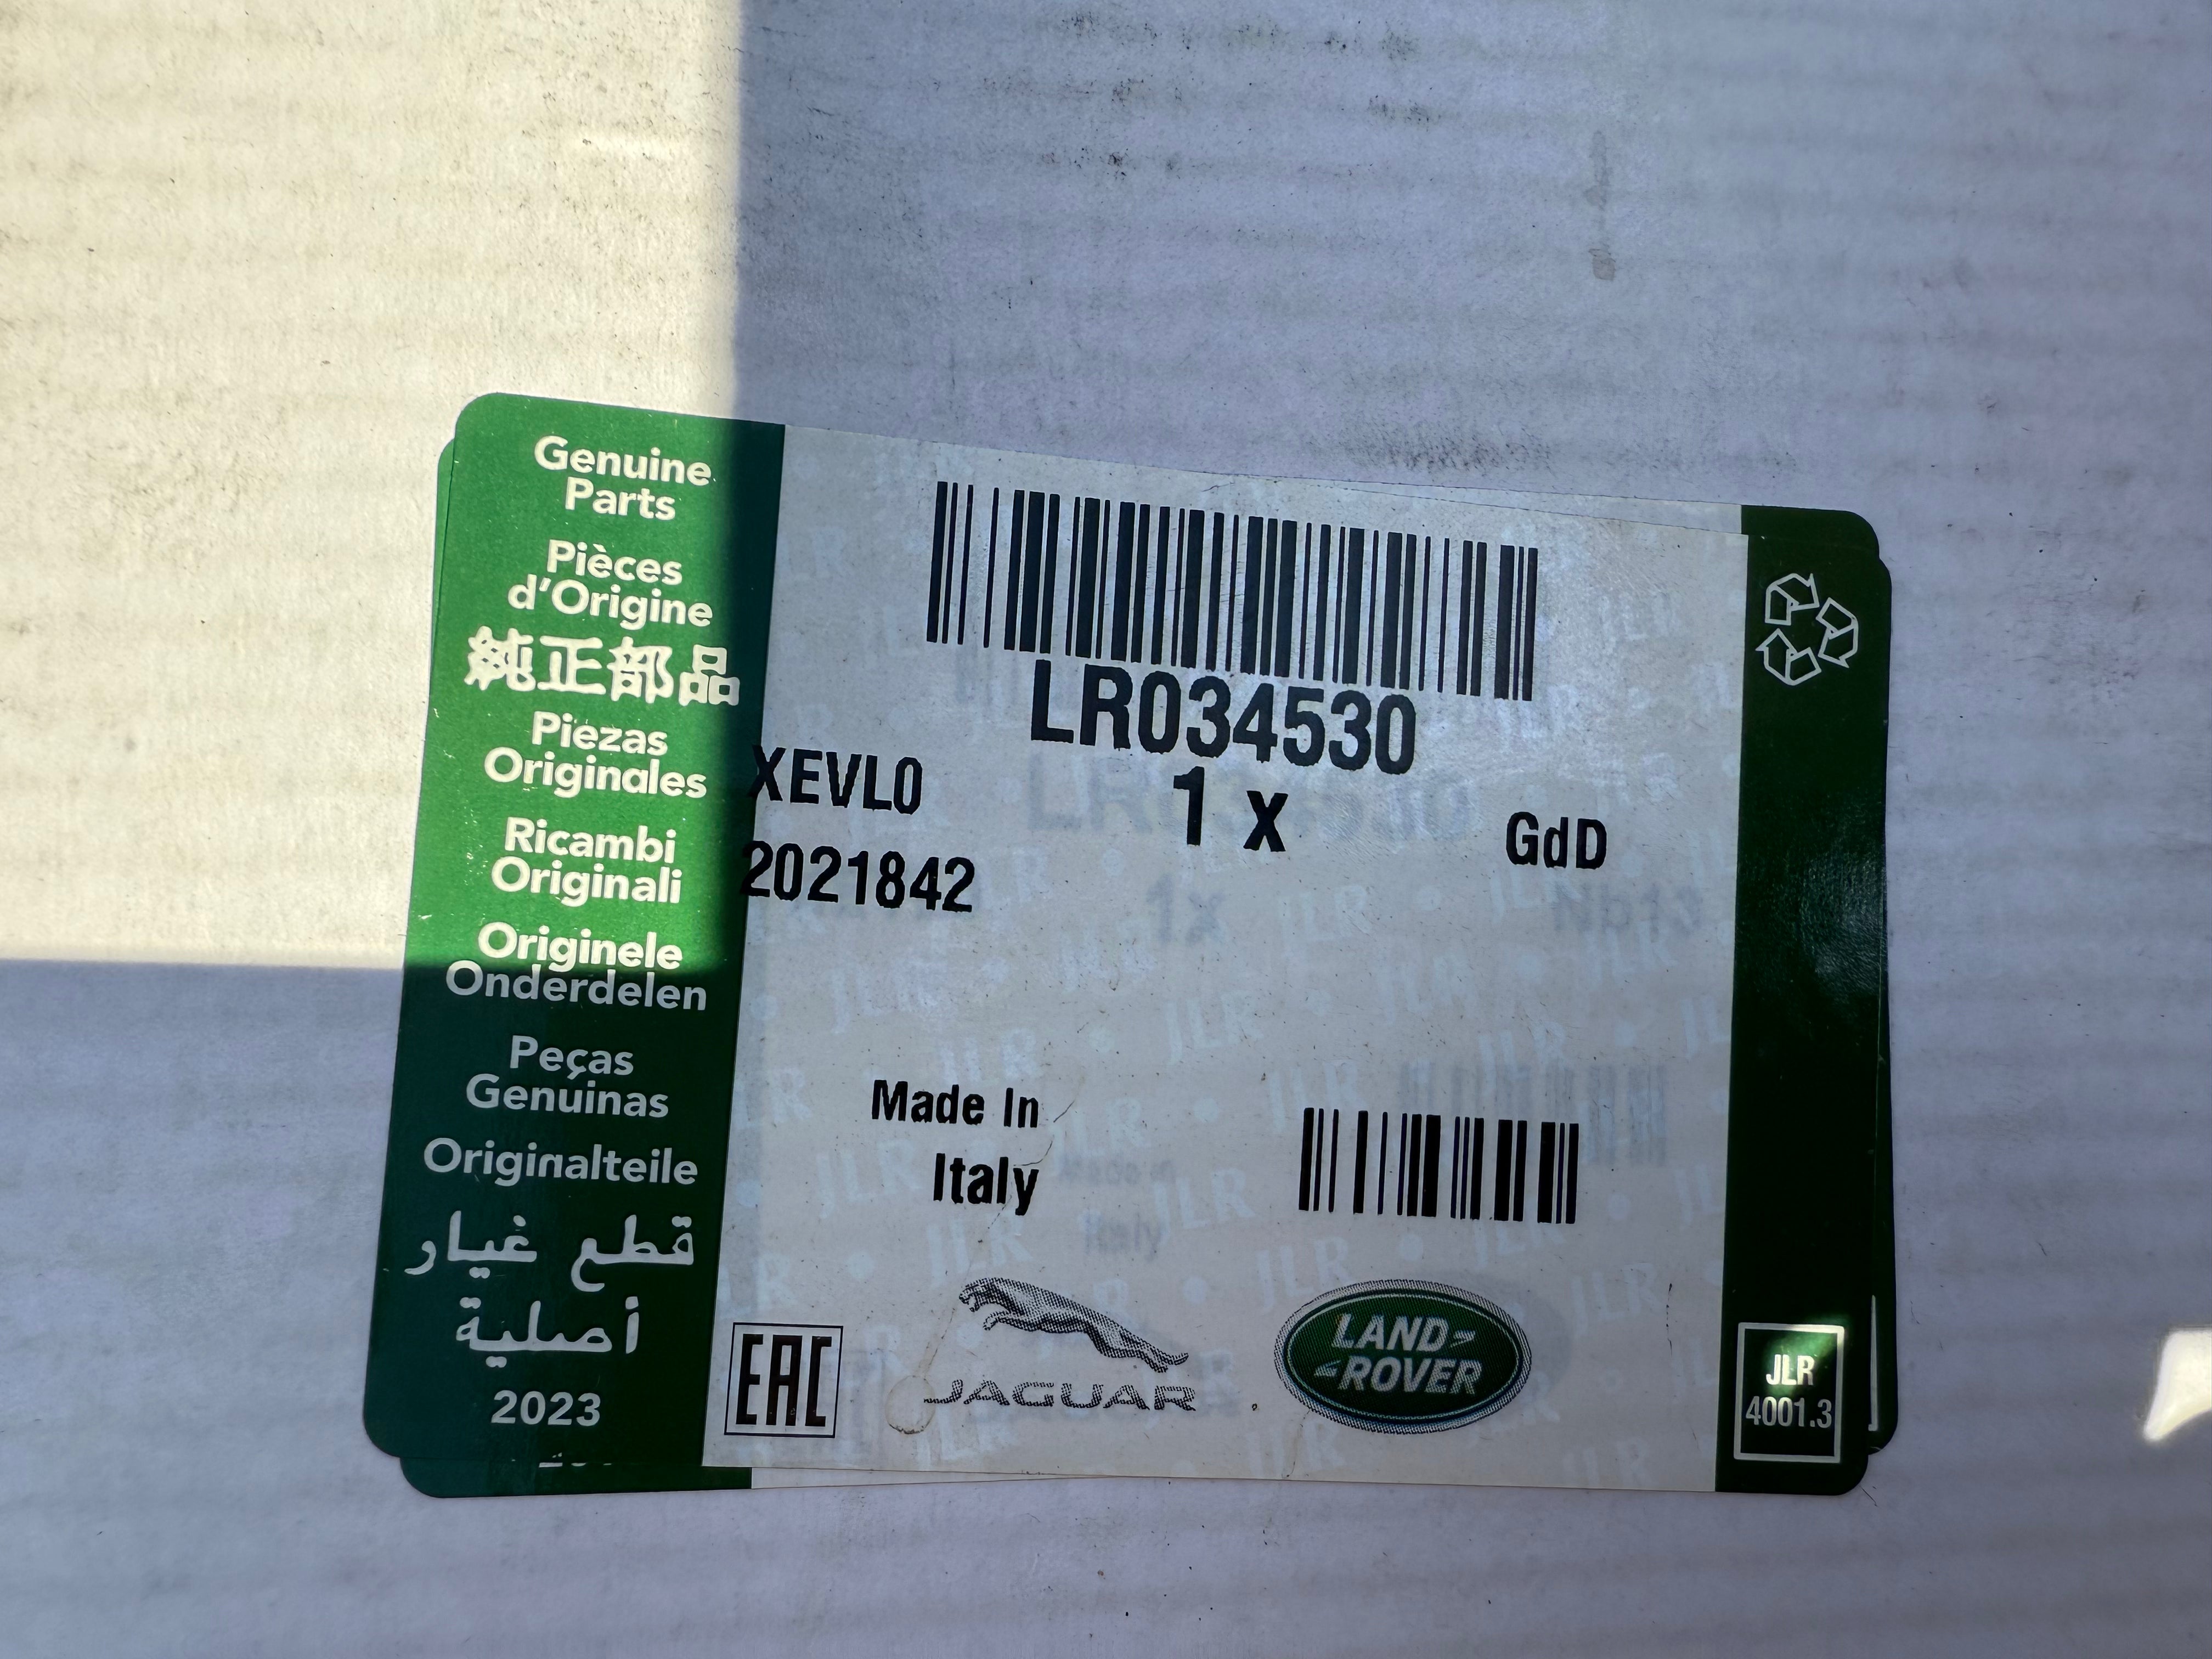 Genuine
Parts
Pièces
d'Origine
純正部品
Piezas
Originales
Ricambi
Originali
Originele
Onderdelen
Peças
Genuinas
Originalteile
قطع غيار
أصلية
2023
LR034530
XEVL0
1 x
GdD
2021842
Made In
Italy
EAC
JAGUAR
LAND
ROVER
JLR
4001.3